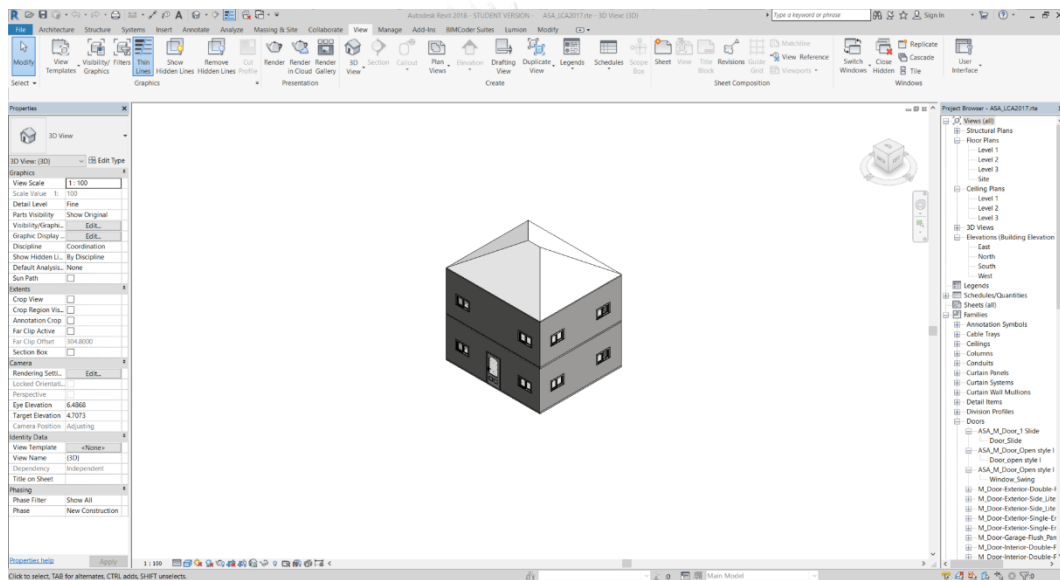 Autodesk Revit 2018 - STUDENT VERSION - ASA_LCA2017.rte - 3D View: {3D}
Type a keyword or phrase
Sign In
File Architecture Structure Systems Insert Annotate Analyze Massing & Site Collaborate View Manage Add-Ins BIMCoder Suites Lumion Modify
Modify
View Templates
Visibility/ Graphics
Filters
Thin Lines
Show Hidden Lines
Remove Hidden Lines
Cut Profile
Render
Render in Cloud
Render Gallery
3D View
Section
Callout
Plan Views
Elevation
Drafting View
Duplicate View
Legends
Schedules
Scope Box
Sheet
View
Title Block
Revisions
Guide Grid
Matchline
View Reference
Viewports
Switch Windows
Close Hidden
Replicate
Cascade
Tile
User Interface
Select
Graphics
Presentation
Create
Sheet Composition
Windows
Properties
3D View
3D View: {3D}
Edit Type
Graphics
View Scale 1 : 100
Scale Value 1: 100
Detail Level Fine
Parts Visibility Show Original
Visibility/Graphi... Edit...
Graphic Display ... Edit...
Discipline Coordination
Show Hidden Li... By Discipline
Default Analysis... None
Sun Path
Extents
Crop View
Crop Region Vis...
Annotation Crop
Far Clip Active
Far Clip Offset 304.8000
Section Box
Camera
Rendering Setti... Edit...
Locked Orientati...
Perspective
Eye Elevation 6.4868
Target Elevation 4.7073
Camera Position Adjusting
Identity Data
View Template <None>
View Name {3D}
Dependency Independent
Title on Sheet
Phasing
Phase Filter Show All
Phase New Construction
Properties help
Apply
Project Browser - ASA_LCA2017.rte
Views (all)
Structural Plans
Floor Plans
Level 1
Level 2
Level 3
Site
Ceiling Plans
Level 1
Level 2
Level 3
3D Views
Elevations (Building Elevation
East
North
South
West
Legends
Schedules/Quantities
Sheets (all)
Families
Annotation Symbols
Cable Trays
Ceilings
Columns
Conduits
Curtain Panels
Curtain Systems
Curtain Wall Mullions
Detail Items
Division Profiles
Doors
ASA_M_Door_1 Slide
Door_Slide
ASA_M_Door_Open style I
Door_open style I
ASA_M_Door_Open style I
Window_Swing
M_Door-Exterior-Double-F
M_Door-Exterior-Side_Lite
M_Door-Exterior-Side_Lite
M_Door-Exterior-Single-Er
M_Door-Exterior-Single-Er
M_Door-Garage-Flush_Pan
M_Door-Interior-Double-F
M_Door-Interior-Double-F
1 : 100
Click to select, TAB for alternates, CTRL adds, SHIFT unselects.
:0
Main Model
:0